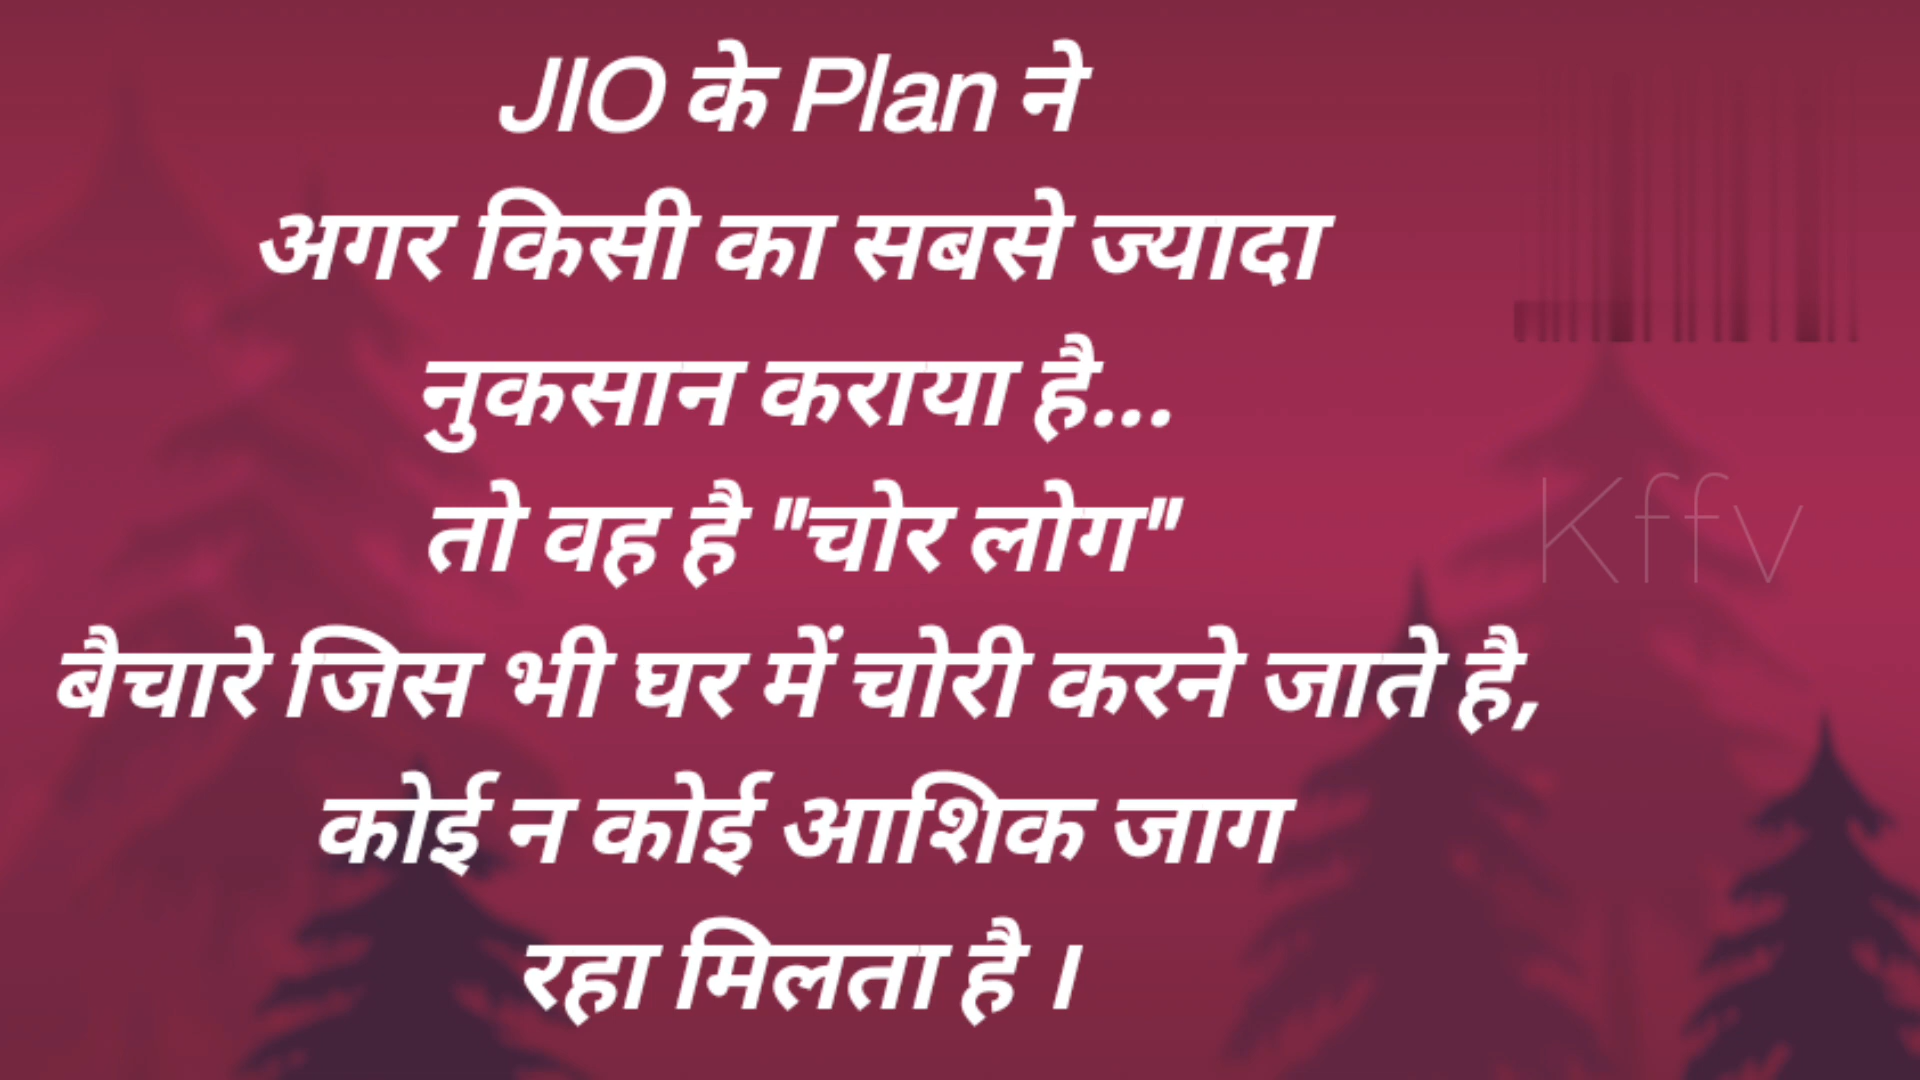 JIO के Plan ने
अगर किसी का सबसे ज्यादा
नुकसान कराया है...
तो वह है "चोर लोग"
बैचारे जिस भी घर में चोरी करने जाते है,
कोई न कोई आशिक जाग
रहा मिलता है ।
Kffv